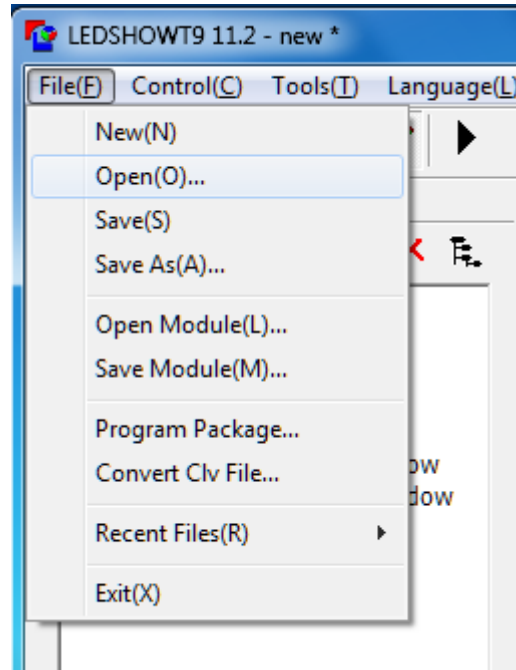 LEDSHOWT9 11.2 - new *
File(F) Control(C) Tools(T) Language(L)
New(N)
Open(O)...
Save(S)
Save As(A)...
Open Module(L)...
Save Module(M)...
Program Package...
Convert Clv File...
Recent Files(R)
Exit(X)